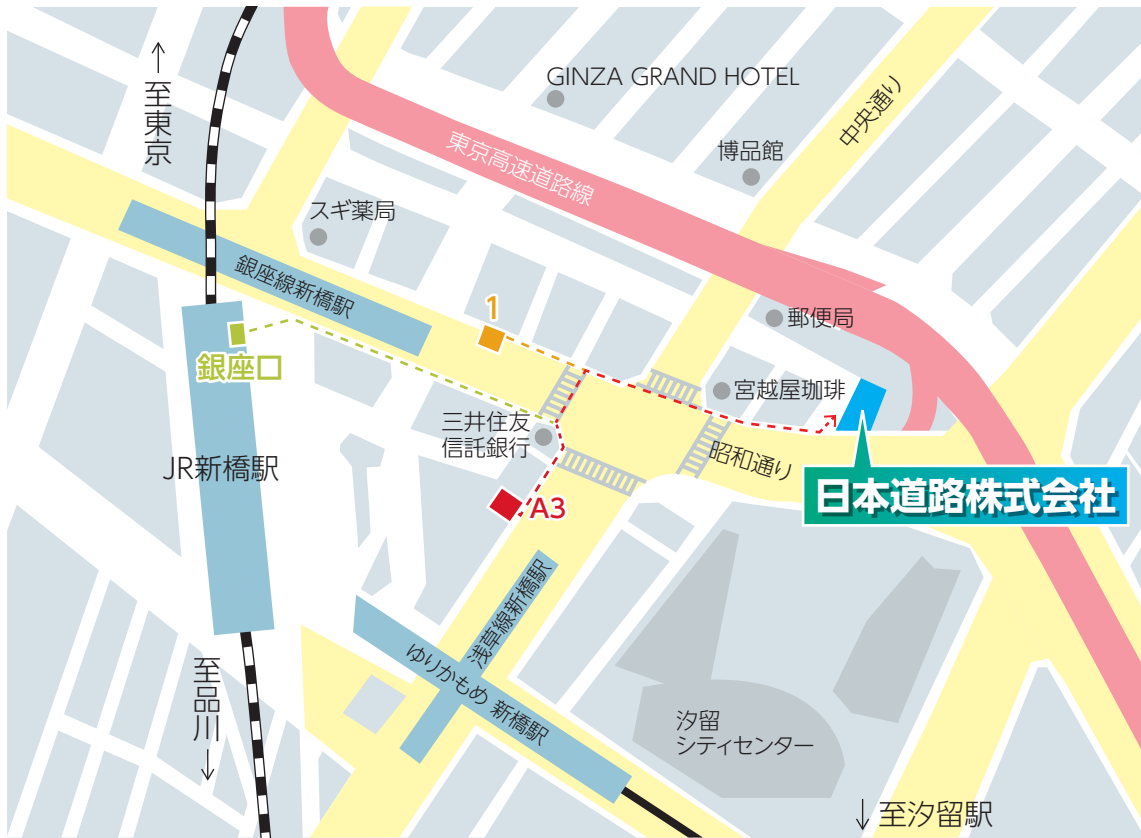 GINZA GRAND HOTEL
←至東京
中央通り
東京高速道路線
博品館
スギ薬局
銀座線新橋駅
1
郵便局
銀座口
宮越屋珈琲
三井住友
信託銀行
昭和通り
JR新橋駅
日本道路株式会社
A3
浅草線新橋駅
ゆりかもめ 新橋駅
至品川→
汐留
シティセンター
↓至汐留駅